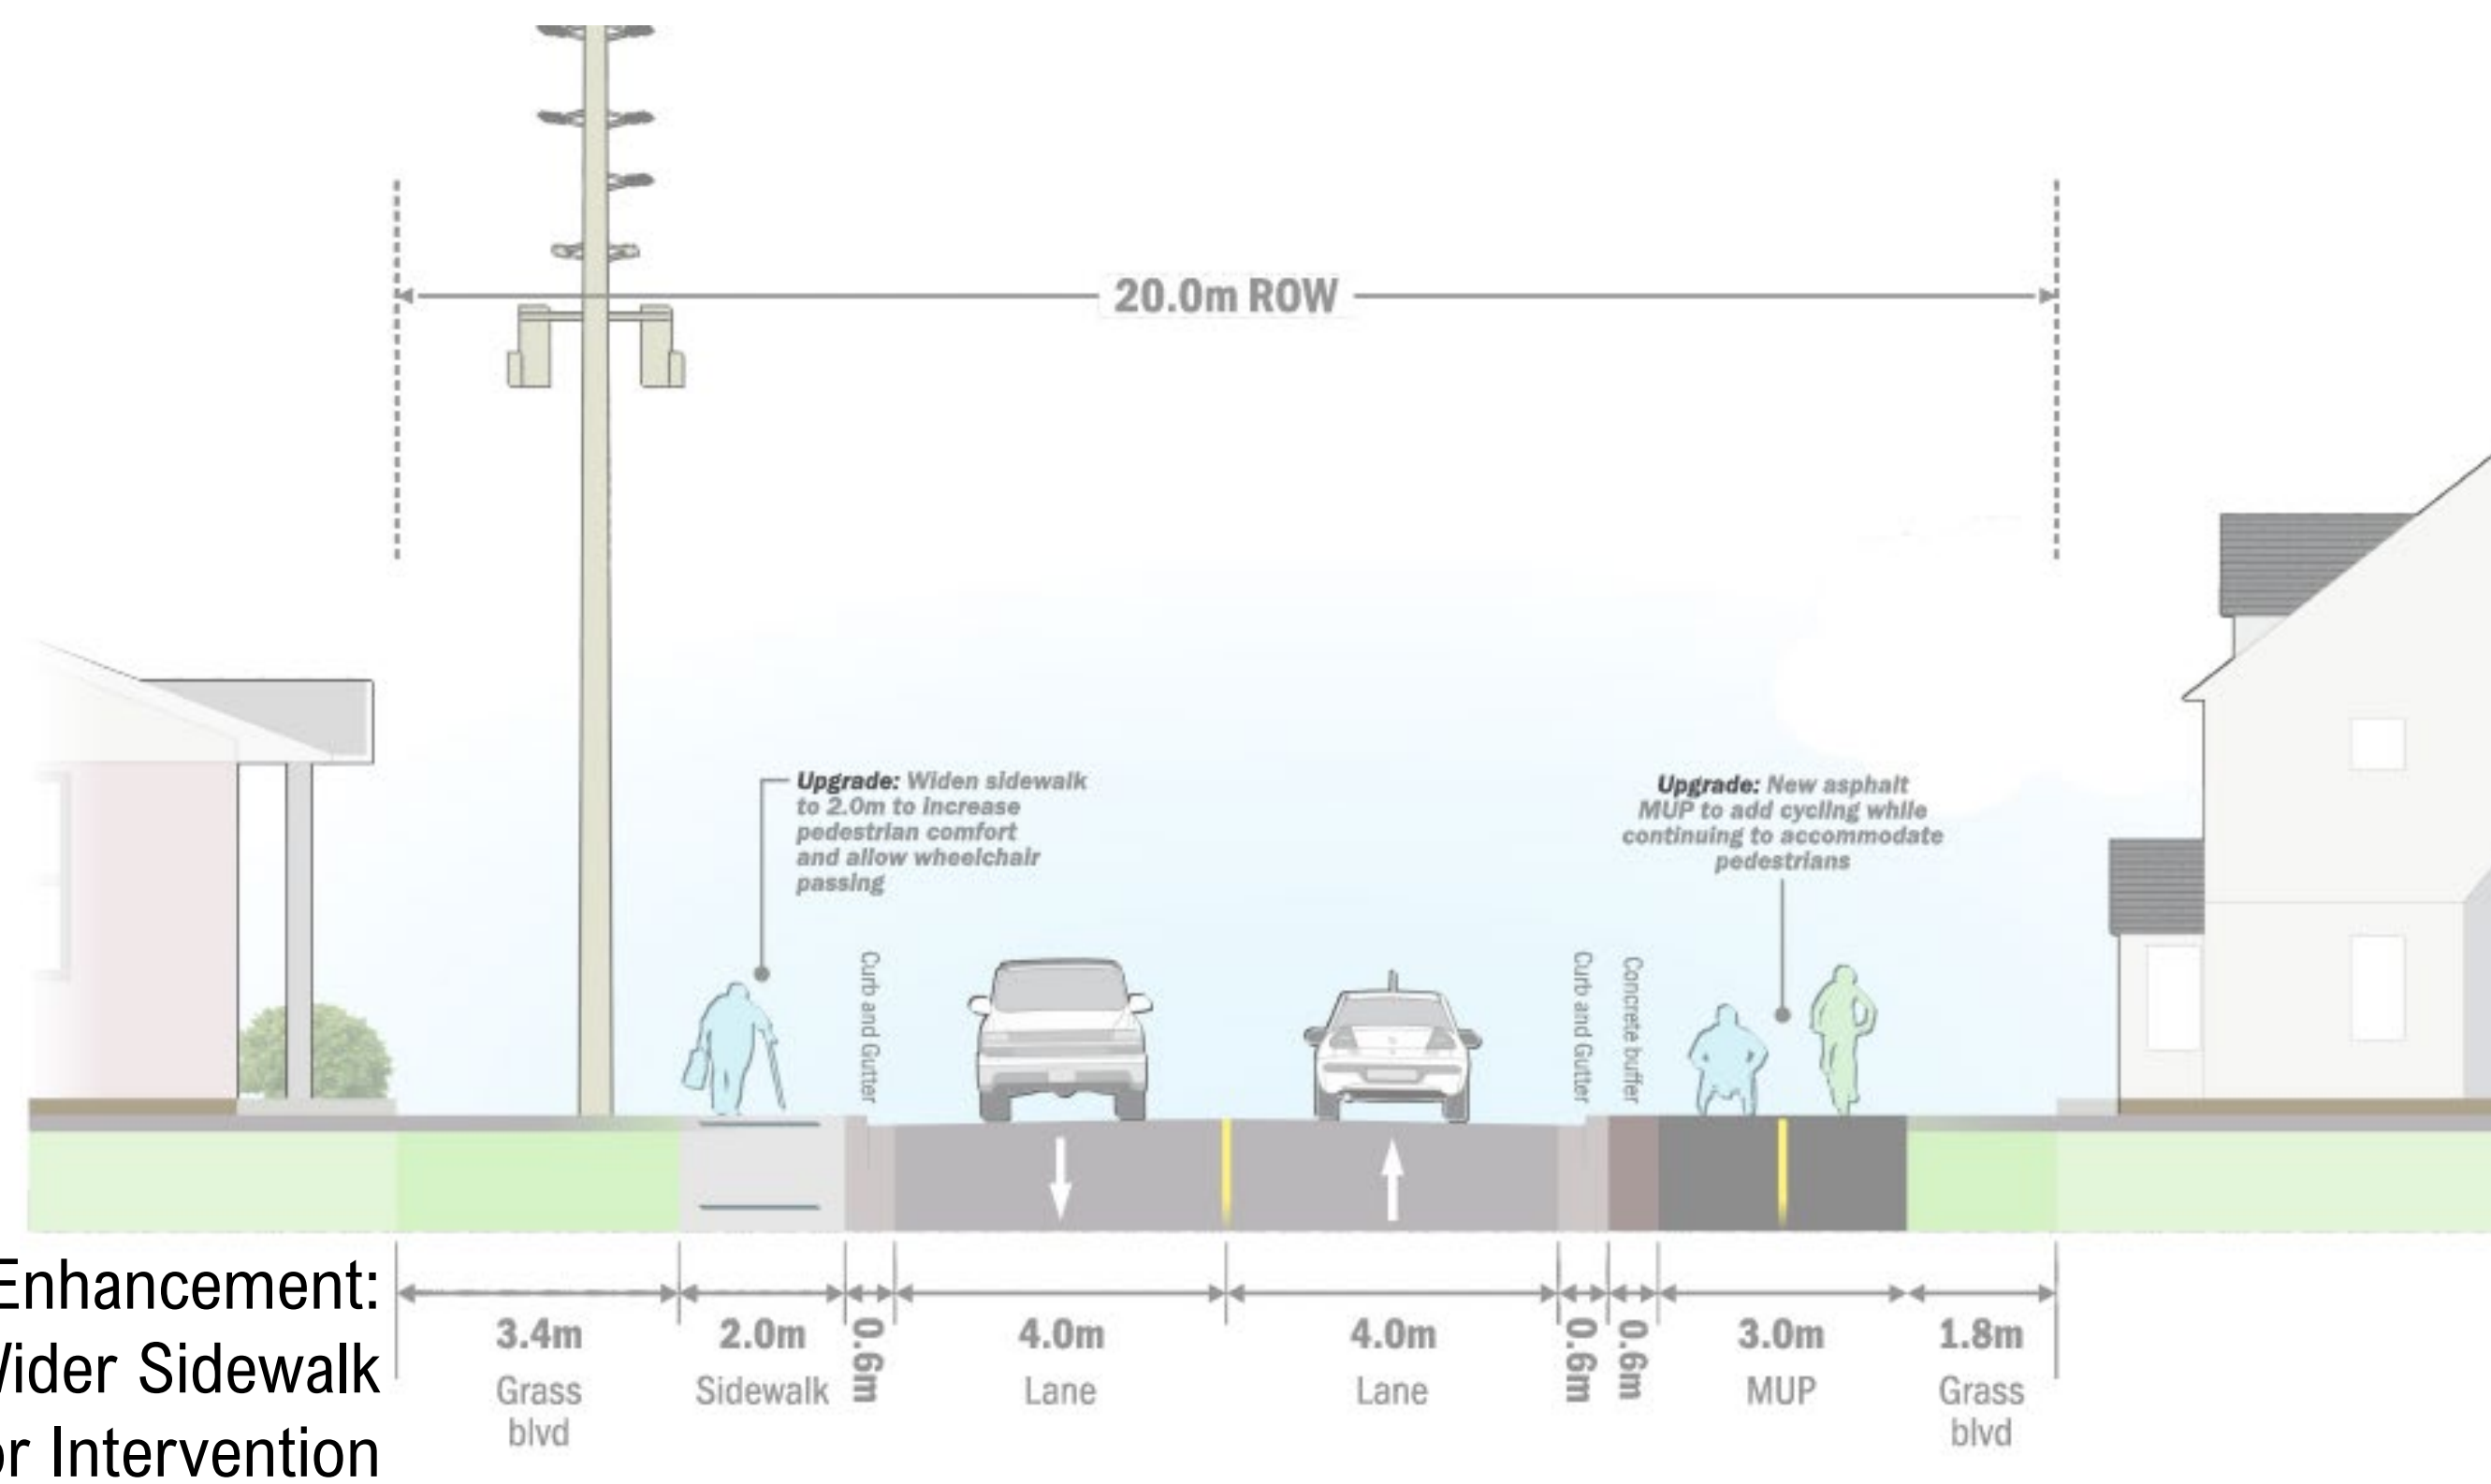 20.0m ROW
Upgrade: Widen sidewalk
to 2.0m to increase
pedestrian comfort
and allow wheelchair
passing
Upgrade: New asphalt
MUP to add cycling while
continuing to accommodate
pedestrians
Curb and Gutter
Curb and Gutter
Concrete buffer
3.4m
Grass
blvd
2.0m
Sidewalk
0.6m
4.0m
Lane
4.0m
Lane
0.6m
0.6m
3.0m
MUP
1.8m
Grass
blvd
Enhancement:
Sidewalk
Intervention